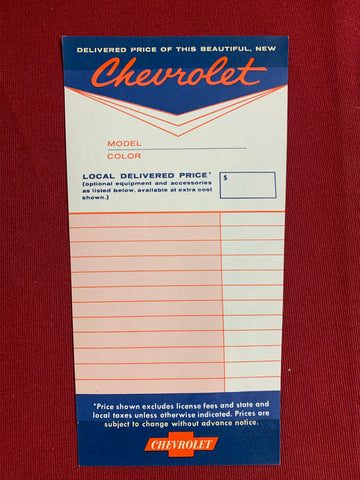 DELIVERED PRICE OF THIS BEAUTIFUL, NEW
Chevrolet
MODEL
COLOR
LOCAL DELIVERED PRICE*
(optional equipment and accessories
as listed below, available at extra cost
shown.)
$
*Price shown excludes license fees and state and
local taxes unless otherwise indicated. Prices are
subject to change without advance notice.
CHEVROLET